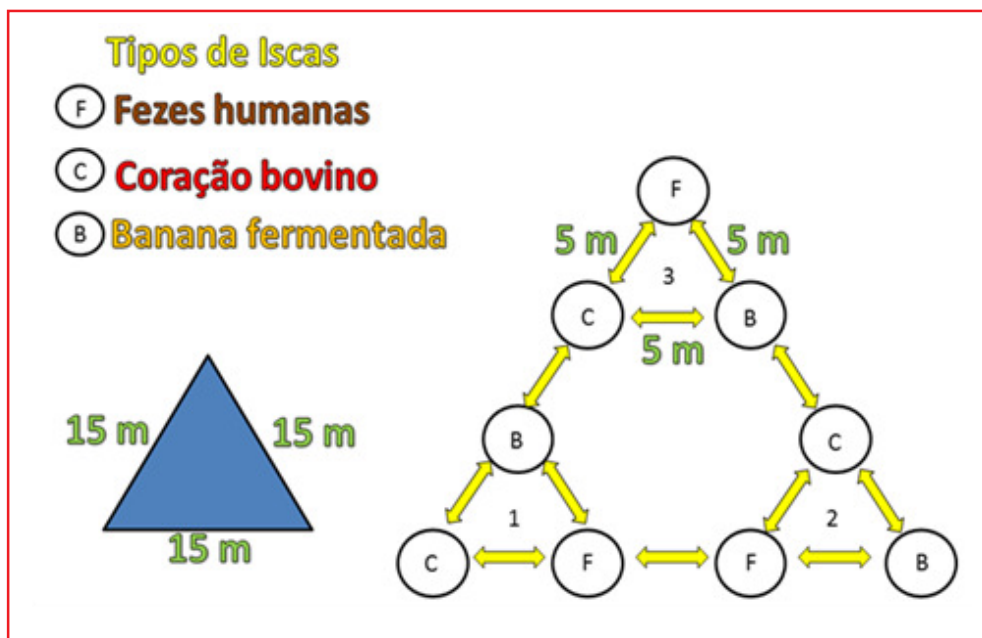 Tipos de Iscas
F Fezes humanas
C Coração bovino
B Banana fermentada
F
5 m 5 m
3
C B
5 m
15 m 15 m
B C
1 2
15 m
C F F B